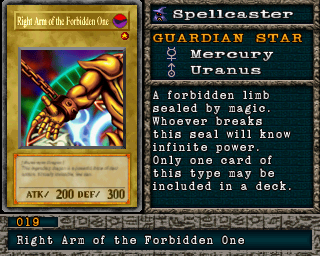 Right Arm of the Forbidden One
ATK/ 200 DEF/ 300
Spellcaster
GUARDIAN STAR
Mercury
Uranus
A forbidden limb
sealed by magic.
Whoever breaks
this seal will know
infinite power.
Only one card of
this type may be
included in a deck.
019
Right Arm of the Forbidden One